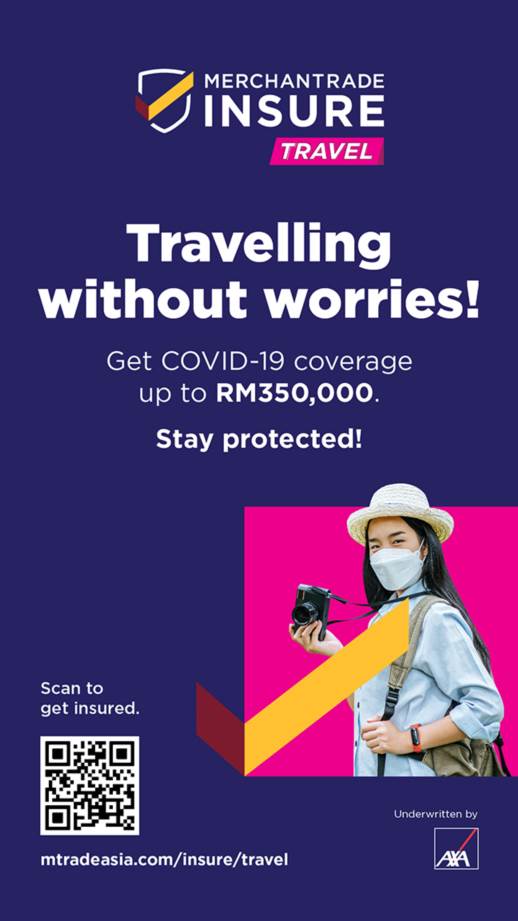 MERCHANTRADE
INSURE
TRAVEL
Travelling
without worries!
Get COVID-19 coverage
up to RM350,000.
Stay protected!
Scan to
get insured.
mtradeasia.com/insure/travel
Underwritten by
AXA